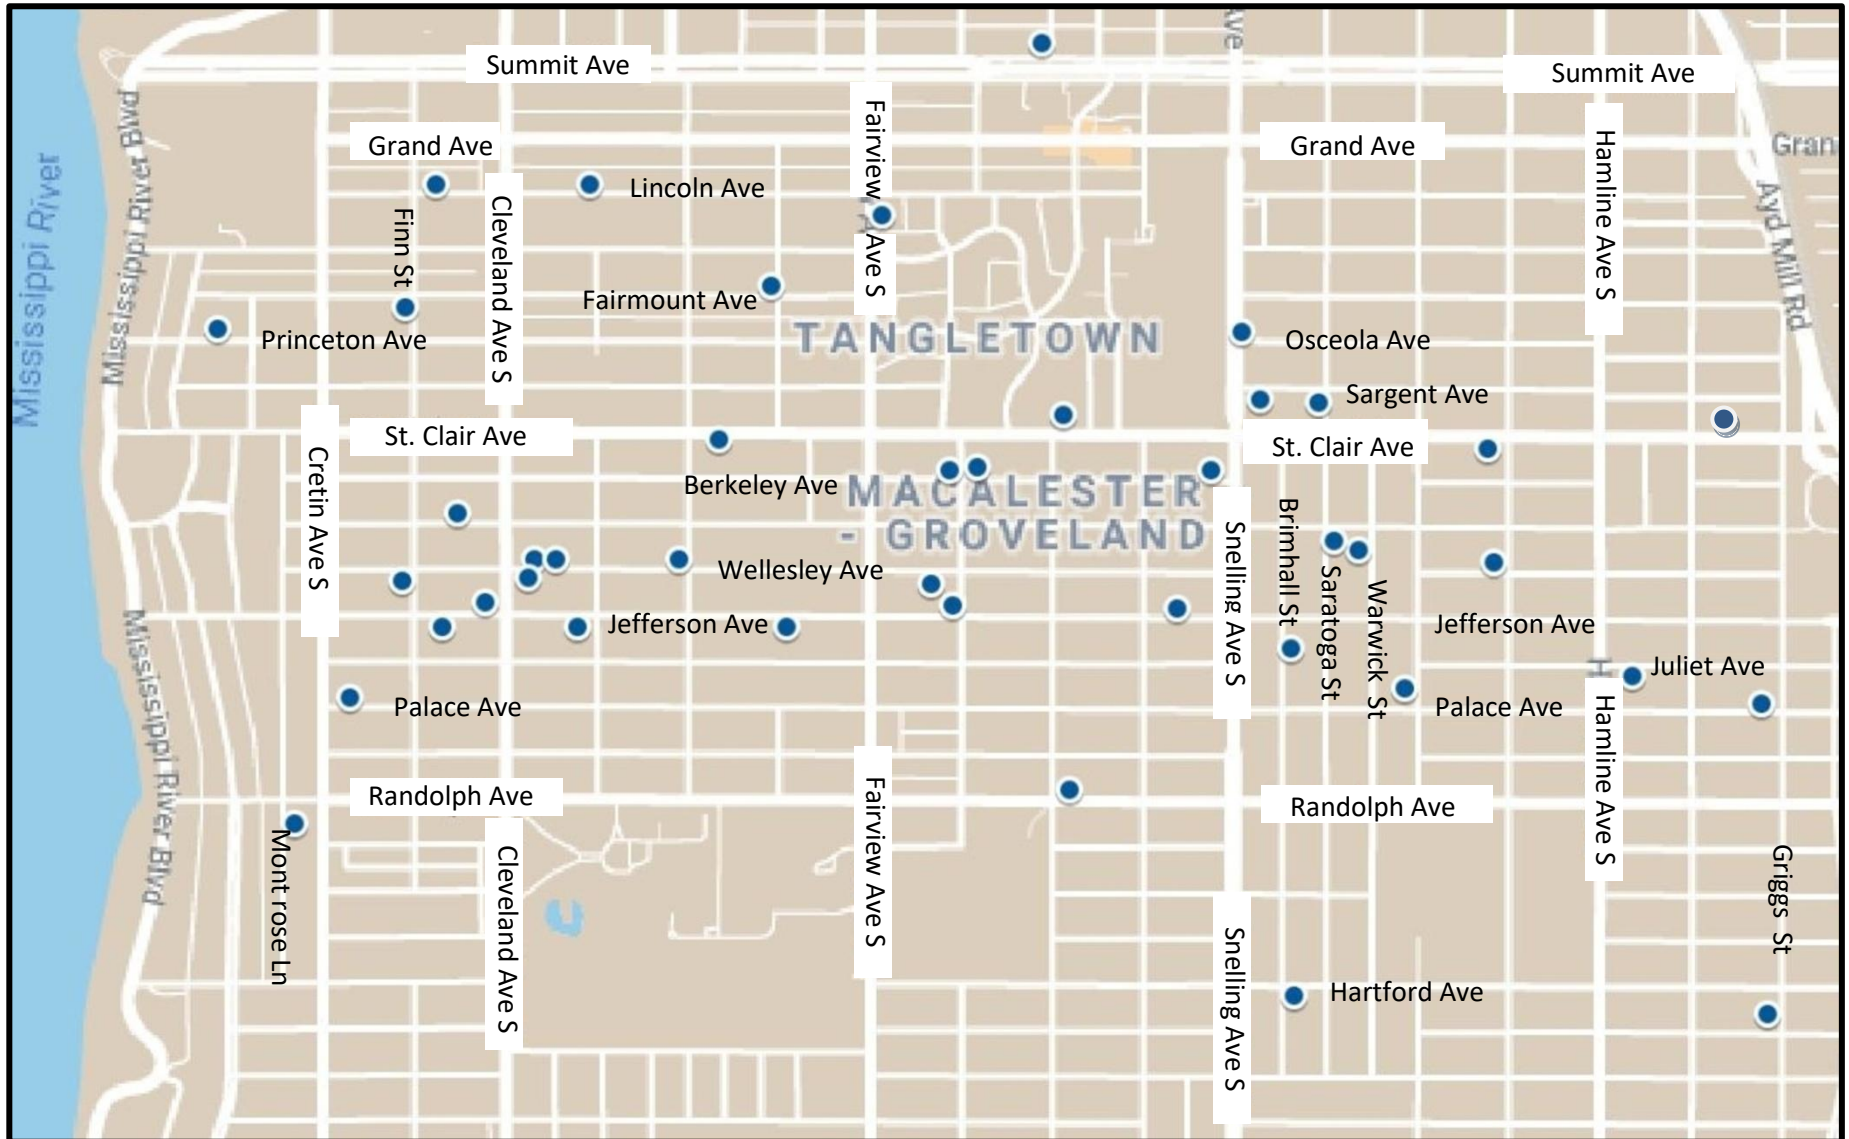 Ave
Summit Ave
Summit Ave
Grand Ave
Grand Ave
Gran
Lincoln Ave
Fairview
Ave S
Hamline Ave S
Mississippi River
Mississippi River Blvd
Finn St
Cleveland Ave S
Ayd Mill Rd
Fairmount Ave
Princeton Ave
TANGLETOWN
Osceola Ave
Sargent Ave
St. Clair Ave
St. Clair Ave
Cretin Ave S
Berkeley Ave
MACALESTER
- GROVELAND
Snelling Ave S
Brimhall St
Saratoga St
Warwick St
Wellesley Ave
Jefferson Ave
Jefferson Ave
H
Juliet Ave
Palace Ave
Palace Ave
Mississippi River Blvd
Randolph Ave
Randolph Ave
Hamline Ave S
Fairview Ave S
Mont rose Ln
Cleveland Ave S
Snelling Ave S
Griggs St
Hartford Ave